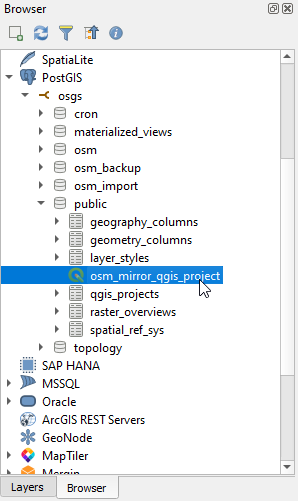 Browser
SpatiaLite
PostGIS
osgs
cron
materialized_views
osm
osm_backup
osm_import
public
geography_columns
geometry_columns
layer_styles
osm_mirror_qgis_project
qgis_projects
raster_overviews
spatial_ref_sys
topology
SAP HANA
MSSQL
Oracle
ArcGIS REST Servers
GeoNode
MapTiler
Mergin
Layers Browser